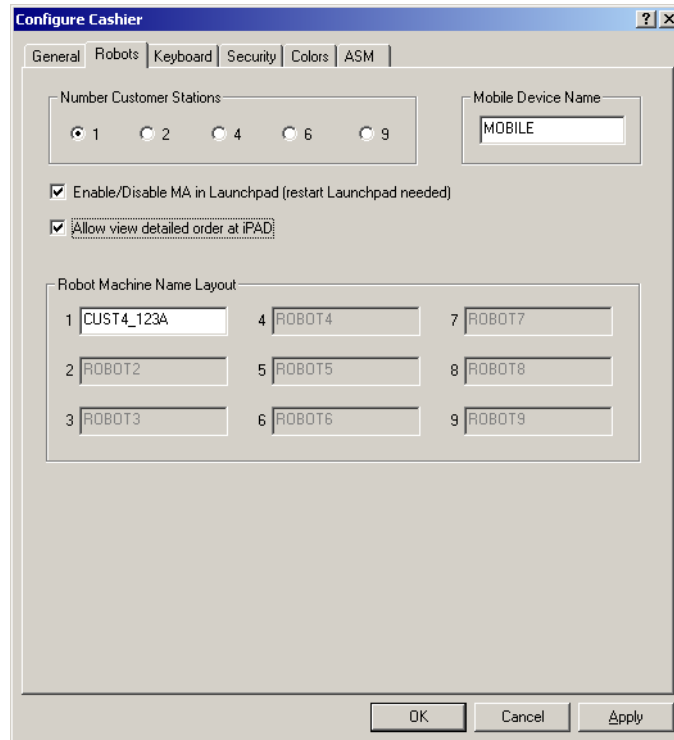 Configure Cashier
General Robots Keyboard Security Colors ASM
Number Customer Stations Mobile Device Name
1 2 4 6 9 MOBILE
Enable/Disable MA in Launchpad (restart Launchpad needed)
Allow view detailed order at iPAD
Robot Machine Name Layout
1 CUST4_123A 4 ROBOT4 7 ROBOT7
2 ROBOT2 5 ROBOT5 8 ROBOT8
3 ROBOT3 6 ROBOT6 9 ROBOT9
OK Cancel Apply